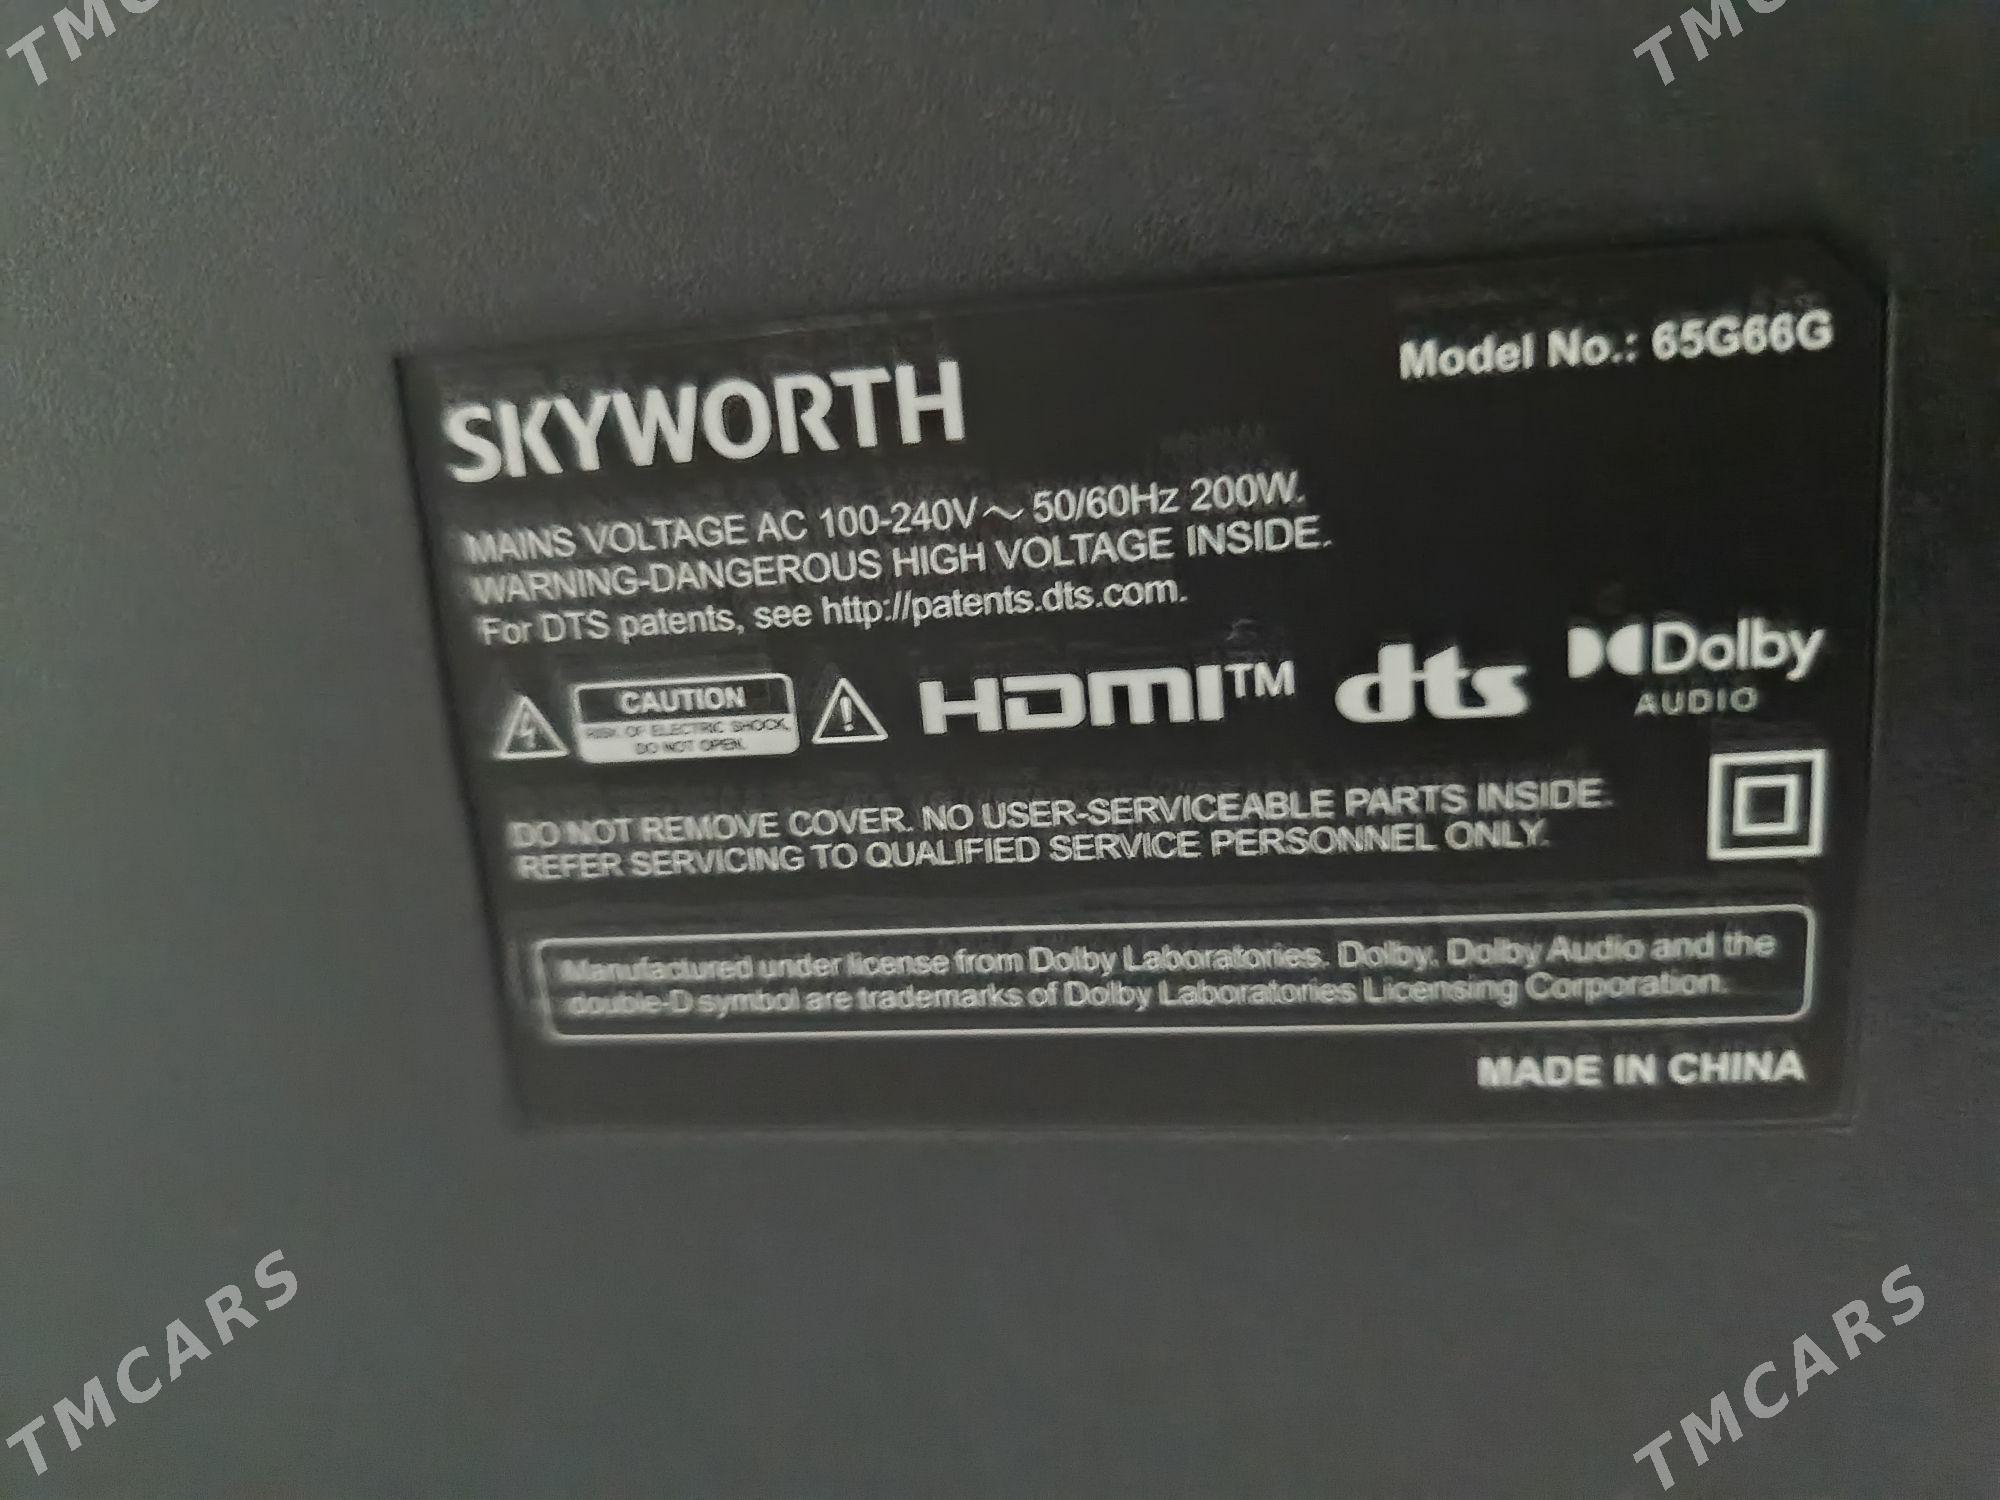 SKYWORTH
Model No.: 65G66G
MAINS VOLTAGE AC 100-240V～ 50/60Hz 200W.
WARNING-DANGEROUS HIGH VOLTAGE INSIDE.
For DTS patents, see http://patents.dts.com.
CAUTION
RISK OF ELECTRIC SHOCK.
DO NOT OPEN.
HDMI™
dts
Dolby
AUDIO
DO NOT REMOVE COVER. NO USER-SERVICEABLE PARTS INSIDE.
REFER SERVICING TO QUALIFIED SERVICE PERSONNEL ONLY.
Manufactured under license from Dolby Laboratories. Dolby, Dolby Audio and the
double-D symbol are trademarks of Dolby Laboratories Licensing Corporation.
MADE IN CHINA
TMCARS
TMCARS